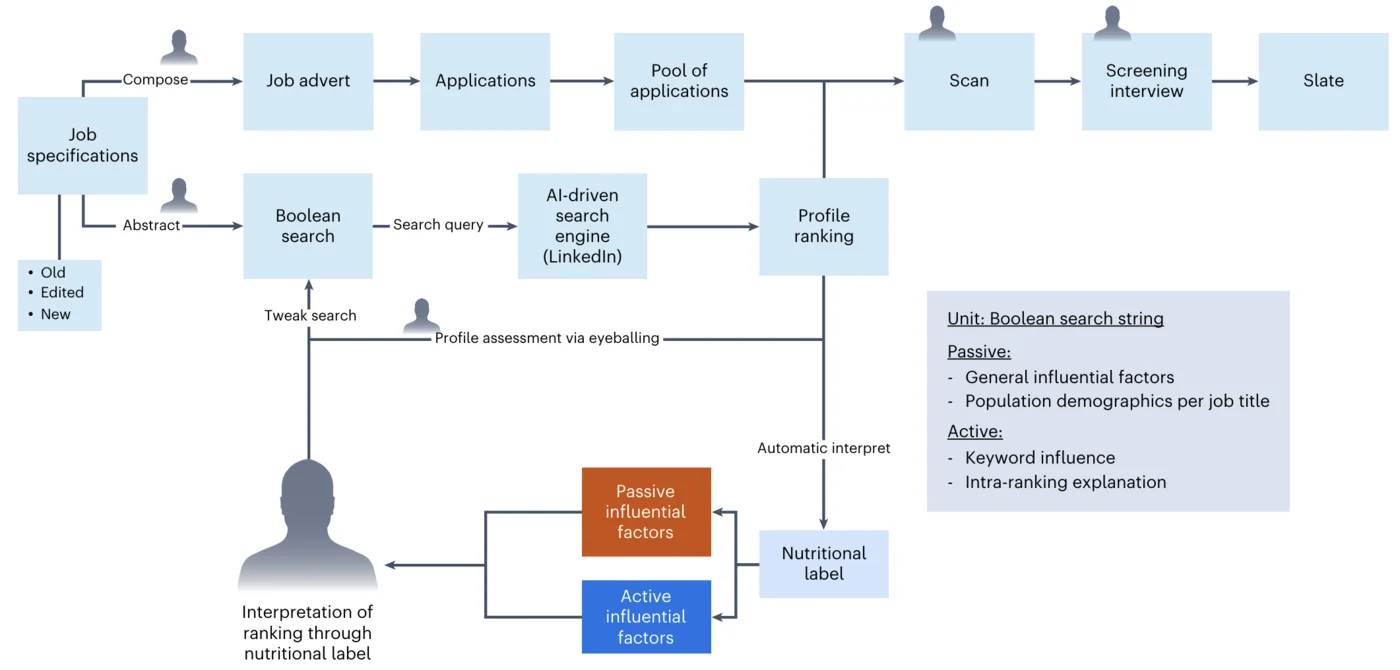 Compose
Job advert
Applications
Pool of
applications
Scan
Screening
interview
Slate
Job
specifications
Abstract
Boolean
search
Search query
AI-driven
search
engine
(LinkedIn)
Profile
ranking
• Old
• Edited
• New
Tweak search
Profile assessment via eyeballing
Unit: Boolean search string
Passive:
- General influential factors
- Population demographics per job title
Active:
- Keyword influence
- Intra-ranking explanation
Automatic interpret
Passive
influential
factors
Nutritional
label
Active
influential
factors
Interpretation of
ranking through
nutritional label